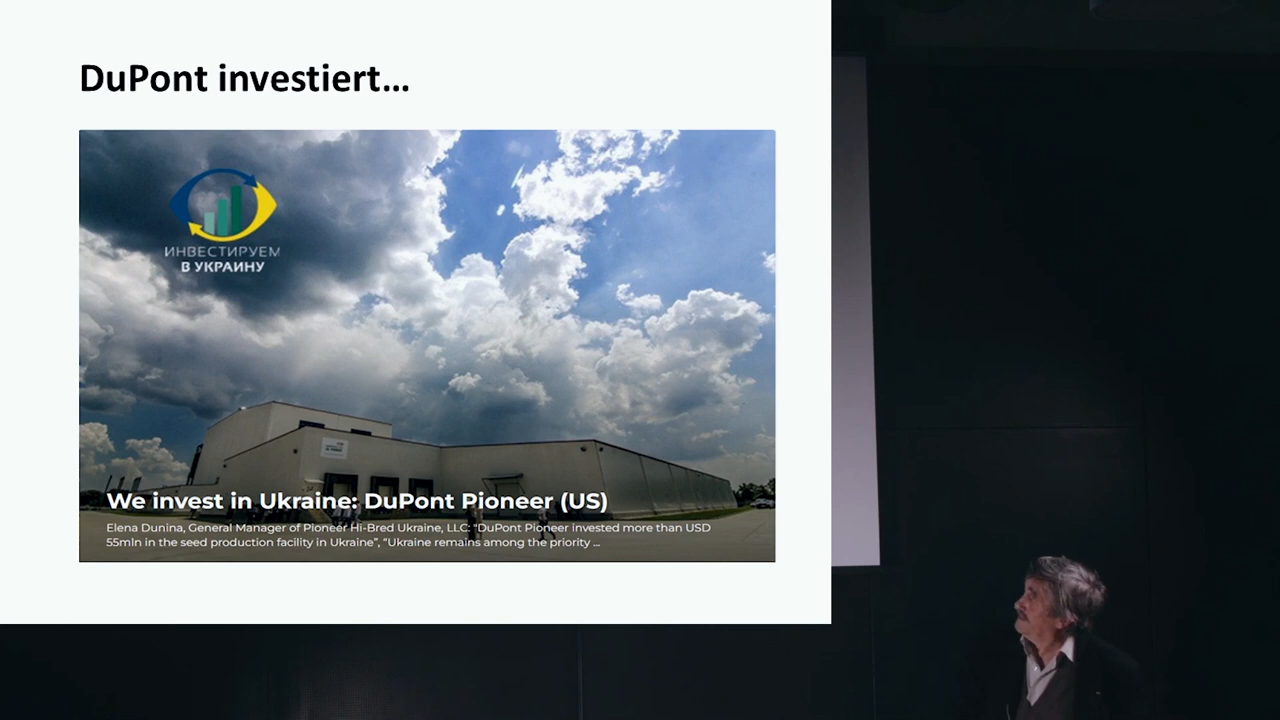 DuPont investiert...
ИНВЕСТИРУЕМ
В УКРАИНУ
We invest in Ukraine: DuPont Pioneer (US)
Elena Dunina, General Manager of Pioneer Hi-Bred Ukraine, LLC: “DuPont Pioneer invested more than USD
55mln in the seed production facility in Ukraine”, “Ukraine remains among the priority ...